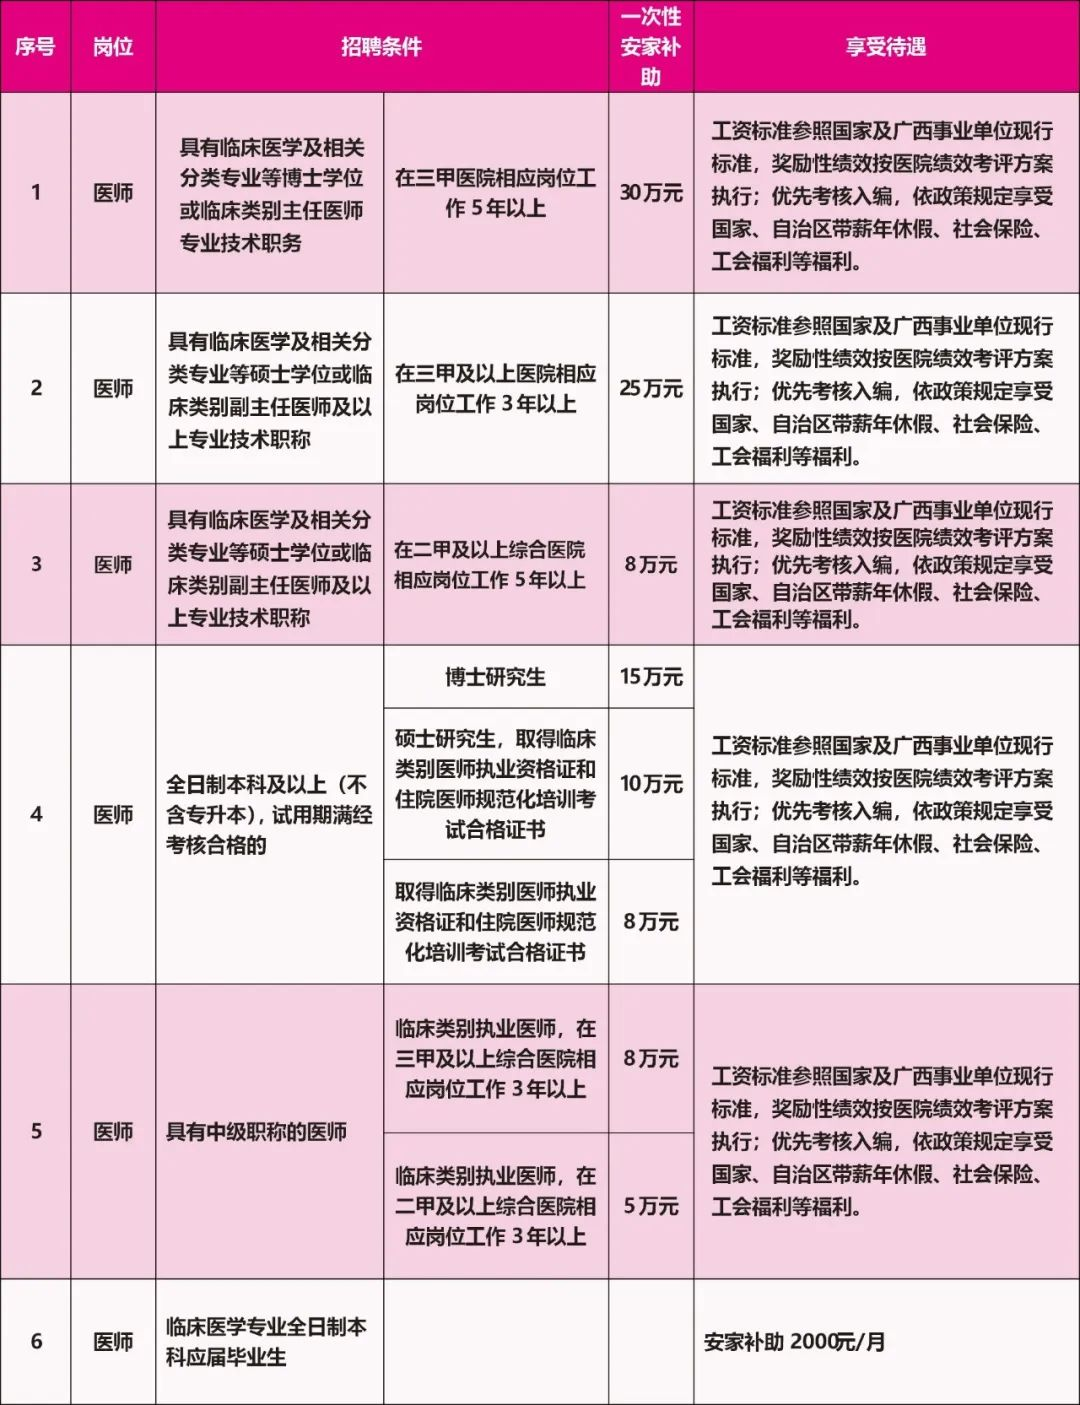 序号
岗位
招聘条件
一次性
安家补
助
享受待遇
1
医师
具有临床医学及相关
分类专业等博士学位
或临床类别主任医师
专业技术职务
在三甲医院相应岗位工
作 5 年以上
30 万元
工资标准参照国家及广西事业单位现行
标准，奖励性绩效按医院绩效考评方案
执行；优先考核入编，依政策规定享受
国家、自治区带薪年休假、社会保险、
工会福利等福利。
2
医师
具有临床医学及相关分
类专业等硕士学位或临
床类别副主任医师及以
上专业技术职称
在三甲及以上医院相应
岗位工作 3 年以上
25 万元
工资标准参照国家及广西事业单位现行
标准，奖励性绩效按医院绩效考评方案
执行；优先考核入编，依政策规定享受
国家、自治区带薪年休假、社会保险、
工会福利等福利。
3
医师
具有临床医学及相关分
类专业等硕士学位或临
床类别副主任医师及以
上专业技术职称
在二甲及以上综合医院
相应岗位工作 5 年以上
8 万元
工资标准参照国家及广西事业单位现行
标准，奖励性绩效按医院绩效考评方案
执行；优先考核入编，依政策规定享受
国家、自治区带薪年休假、社会保险、
工会福利等福利。
4
医师
全日制本科及以上（不
含专升本），试用期满经
考核合格的
博士研究生
15 万元
硕士研究生，取得临床
类别医师执业资格证和
住院医师规范化培训考
试合格证书
10 万元
取得临床类别医师执业
资格证和住院医师规范
化培训考试合格证书
8 万元
工资标准参照国家及广西事业单位现行
标准，奖励性绩效按医院绩效考评方案
执行；优先考核入编，依政策规定享受
国家、自治区带薪年休假、社会保险、
工会福利等福利。
5
医师
具有中级职称的医师
临床类别执业医师，在
三甲及以上综合医院相
应岗位工作 3 年以上
8 万元
临床类别执业医师，在
二甲及以上综合医院相
应岗位工作 3 年以上
5 万元
工资标准参照国家及广西事业单位现行
标准，奖励性绩效按医院绩效考评方案
执行；优先考核入编，依政策规定享受
国家、自治区带薪年休假、社会保险、
工会福利等福利。
6
医师
临床医学专业全日制本
科应届毕业生
安家补助 2000元/月